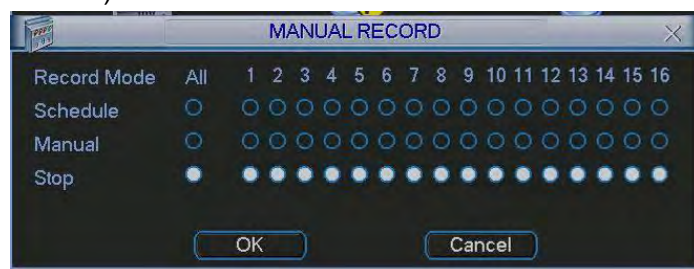 MANUAL RECORD
Record Mode All 1 2 3 4 5 6 7 8 9 10 11 12 13 14 15 16
Schedule
Manual
Stop
OK Cancel